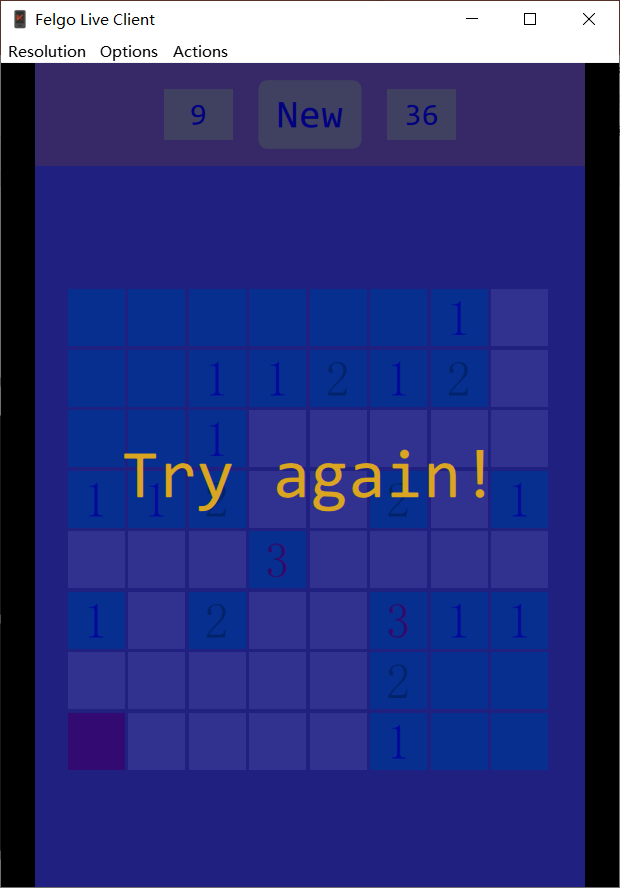 Felgo Live Client
Resolution Options Actions
9 New 36
1
1 1 2 1 2
1
Try again!
1 1 2 2 1
3
1 2 3 1 1
2
1